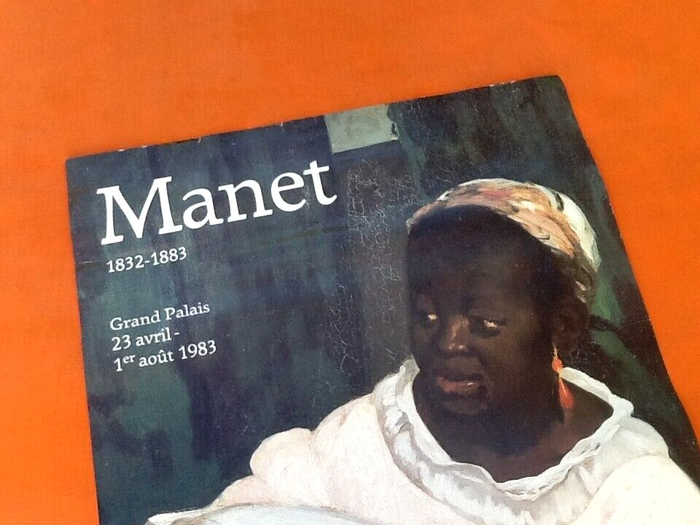 Manet
1832-1883
Grand Palais
23 avril -
1er août 1983